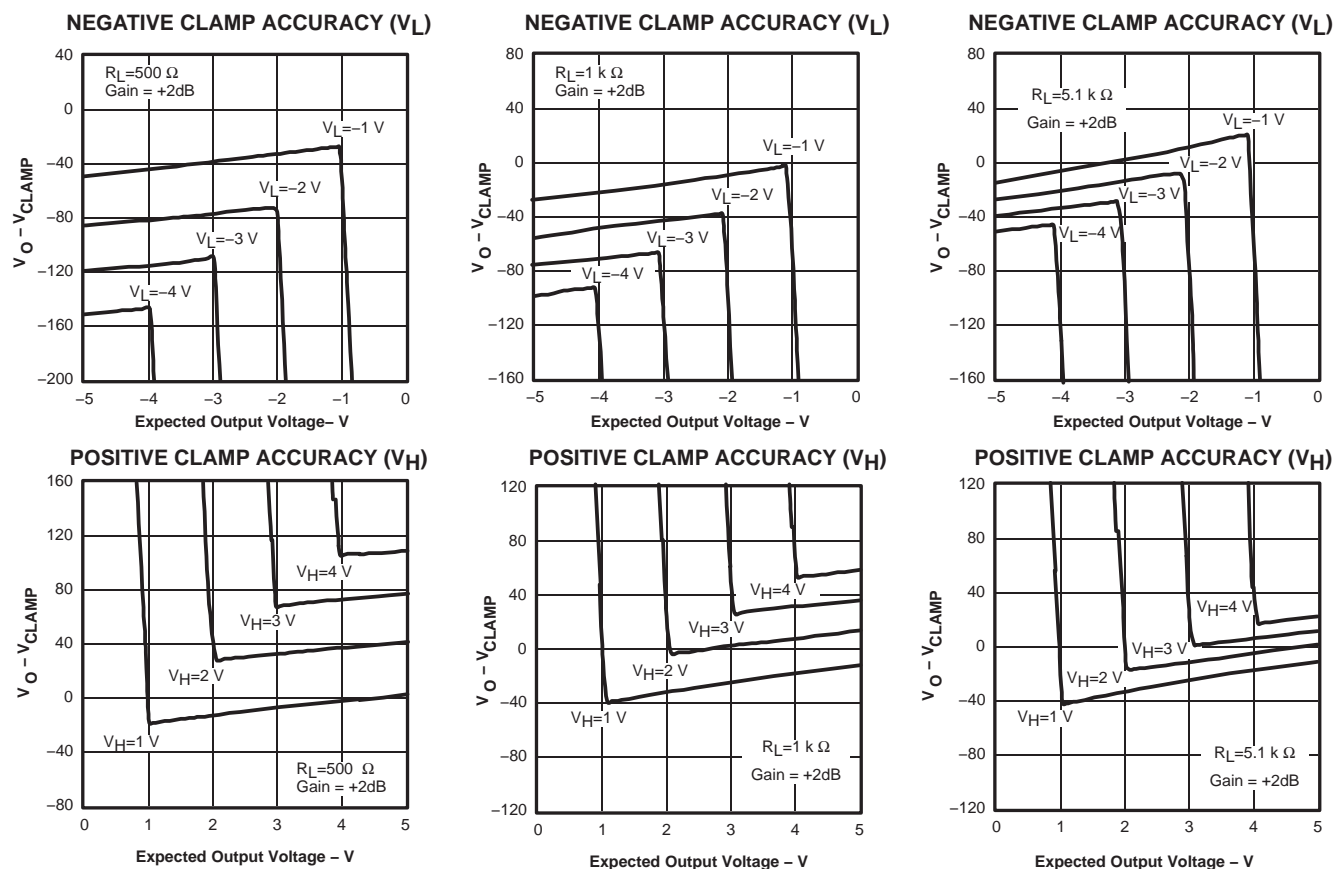 NEGATIVE CLAMP ACCURACY (VL)
40
0
–40
–80
–120
–160
–200
VO – VCLAMP
RL=500 Ω
Gain = +2dB
VL=–1 V
VL=–2 V
VL=–3 V
VL=–4 V
–5 –4 –3 –2 –1 0
Expected Output Voltage– V
NEGATIVE CLAMP ACCURACY (VL)
80
40
0
–40
–80
–120
–160
VO – VCLAMP
RL=1 k Ω
Gain = +2dB
VL=–1 V
VL=–2 V
VL=–3 V
VL=–4 V
–5 –4 –3 –2 –1 0
Expected Output Voltage – V
NEGATIVE CLAMP ACCURACY (VL)
80
40
0
–40
–80
–120
–160
VO – VCLAMP
RL=5.1 k Ω
Gain = +2dB
VL=–1 V
VL=–2 V
VL=–3 V
VL=–4 V
–5 –4 –3 –2 –1 0
Expected Output Voltage – V
POSITIVE CLAMP ACCURACY (VH)
160
120
80
40
0
–40
–80
VO – VCLAMP
VH=4 V
VH=3 V
VH=2 V
VH=1 V
RL=500 Ω
Gain = +2dB
0 1 2 3 4 5
Expected Output Voltage – V
POSITIVE CLAMP ACCURACY (VH)
120
80
40
0
–40
–80
–120
VO – VCLAMP
VH=4 V
VH=3 V
VH=2 V
VH=1 V
RL=1 k Ω
Gain = +2dB
0 1 2 3 4 5
Expected Output Voltage – V
POSITIVE CLAMP ACCURACY (VH)
120
80
40
0
–40
–80
–120
VO – VCLAMP
VH=4 V
VH=3 V
VH=2 V
VH=1 V
RL=5.1 k Ω
Gain = +2dB
0 1 2 3 4 5
Expected Output Voltage – V